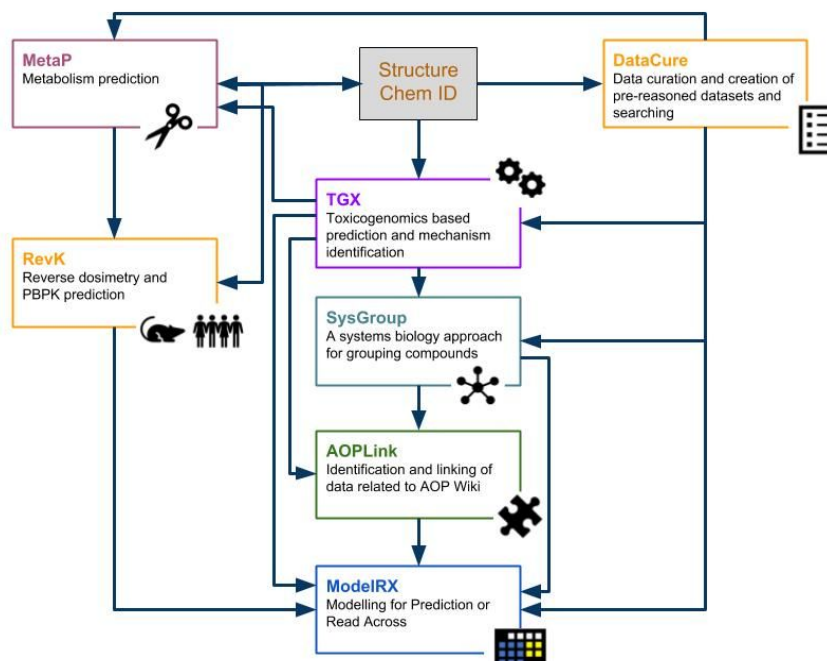 MetaP
Metabolism prediction
Structure
Chem ID
DataCure
Data curation and creation of
pre-reasoned datasets and
searching
TGX
Toxicogenomics based
prediction and mechanism
identification
RevK
Reverse dosimetry and
PBPK prediction
SysGroup
A systems biology approach
for grouping compounds
AOPLink
Identification and linking of
data related to AOP Wiki
ModelRX
Modelling for Prediction or
Read Across